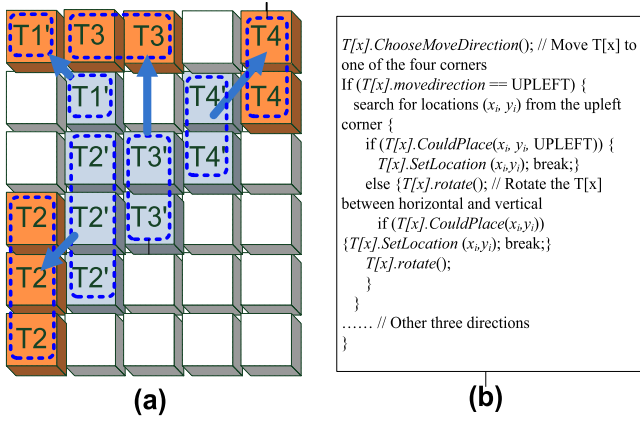 T1' T3 T3 T4
T1' T4' T4
T2' T3' T4'
T2 T2' T3'
T2 T2'
T2
(a)
T[x].ChooseMoveDirection(); // Move T[x] to
one of the four corners
If (T[x].movedirection == UPLEFT) {
search for locations (xi, yi) from the upleft
corner {
if (T[x].CouldPlace(xi, yi, UPLEFT)) {
T[x].SetLocation (xi,yi); break;}
else {T[x].rotate(); // Rotate the T[x]
between horizontal and vertical
if (T[x].CouldPlace(xi,yi))
{T[x].SetLocation (xi,yi); break;}
T[x].rotate();
}
}
...... // Other three directions
}
(b)